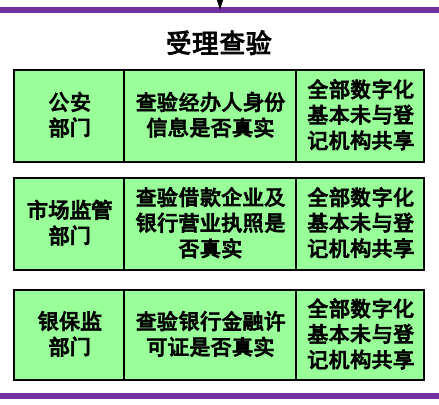 受理查验
公安
部门
查验经办人身份
信息是否真实
全部数字化
基本未与登
记机构共享
市场监管
部门
查验借款企业及
银行营业执照是
否真实
全部数字化
基本未与登
记机构共享
银保监
部门
查验银行金融许
可证是否真实
全部数字化
基本未与登
记机构共享